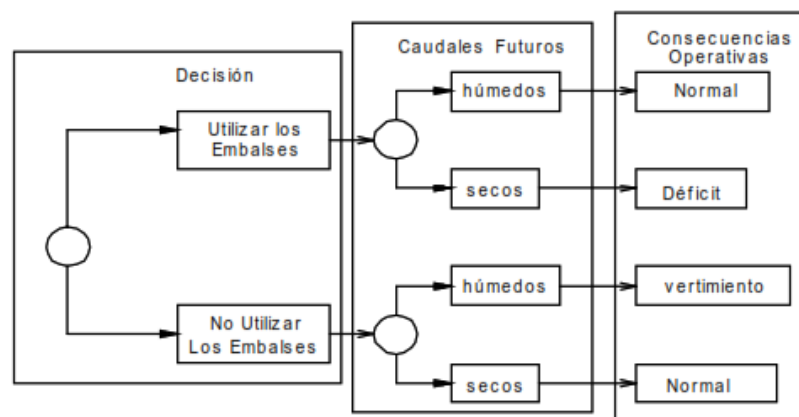 Decisión
Utilizar los
Embalses
No Utilizar
Los Embalses
Caudales Futuros
húmedos
secos
húmedos
secos
Consecuencias
Operativas
Normal
Déficit
vertimiento
Normal